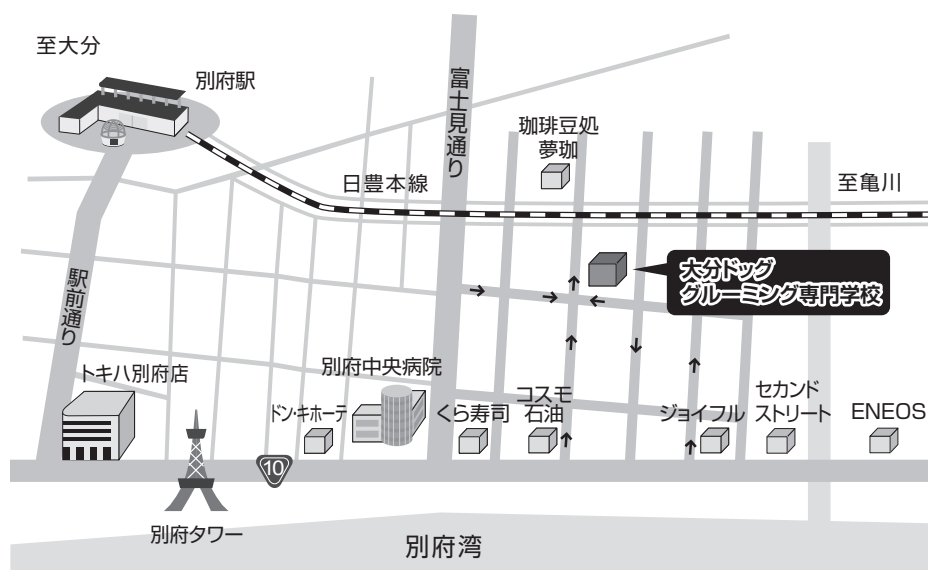 至大分
別府駅
富士見通り
珈琲豆処
夢珈
日豊本線
至亀川
大分ドッグ
グルーミング専門学校
駅前通り
トキハ別府店
別府中央病院
ドン・キホーテ
くら寿司
コスモ
石油
ジョイフル
セカンド
ストリート
ENEOS
10
別府タワー
別府湾